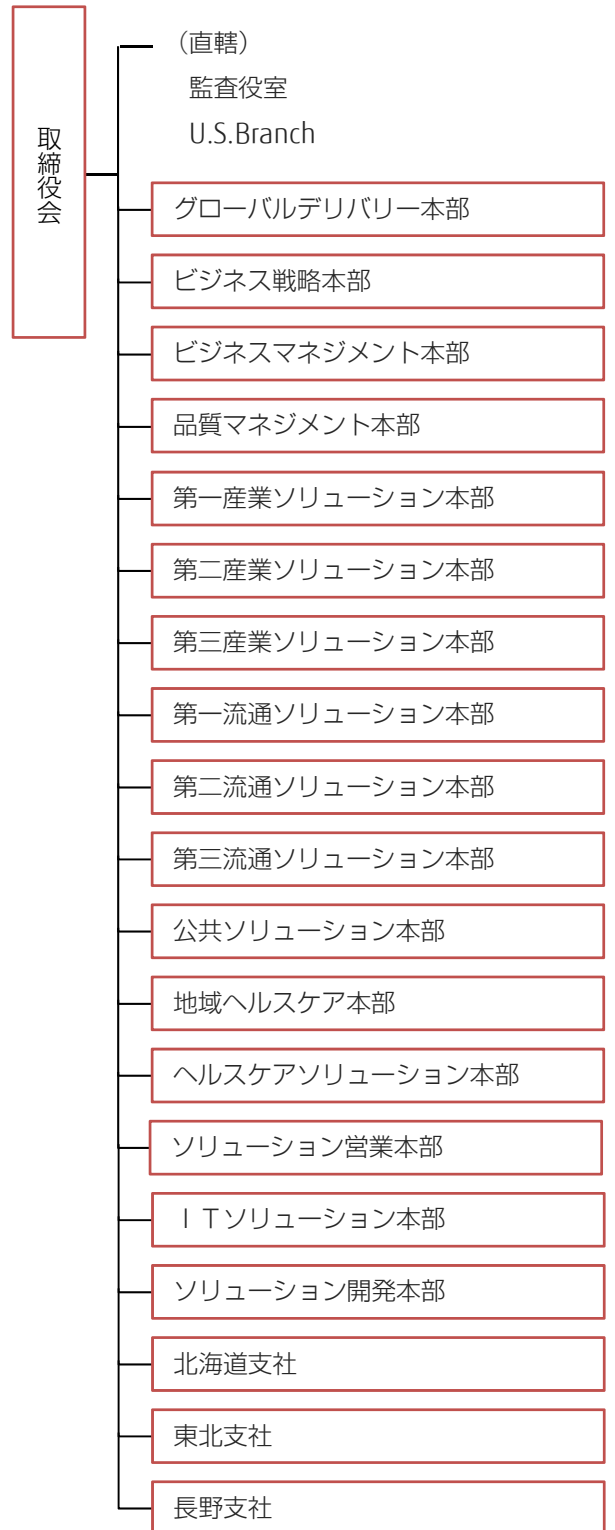 取締役会
（直轄）
監査役室
U.S.Branch
グローバルデリバリー本部
ビジネス戦略本部
ビジネスマネジメント本部
品質マネジメント本部
第一産業ソリューション本部
第二産業ソリューション本部
第三産業ソリューション本部
第一流通ソリューション本部
第二流通ソリューション本部
第三流通ソリューション本部
公共ソリューション本部
地域ヘルスケア本部
ヘルスケアソリューション本部
ソリューション営業本部
ＩＴソリューション本部
ソリューション開発本部
北海道支社
東北支社
長野支社